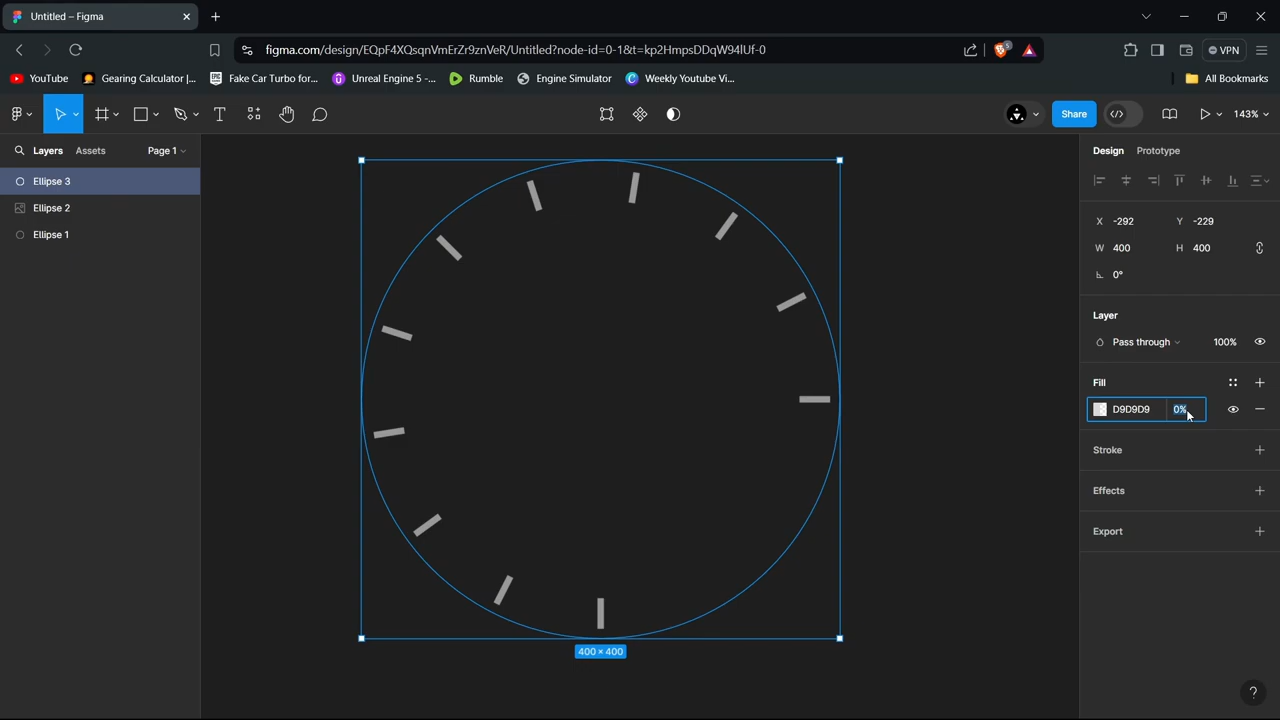 Untitled – Figma
figma.com/design/EQpF4XQsqnVmErZr9znVeR/Untitled?node-id=0-1&t=kp2HmpsDDqW94lUf-0
5
VPN
YouTube
Gearing Calculator |...
Fake Car Turbo for...
Unreal Engine 5 -...
Rumble
Engine Simulator
Weekly Youtube Vi...
All Bookmarks
Share
143%
Layers
Assets
Page 1
Ellipse 3
Ellipse 2
Ellipse 1
400 × 400
Design
Prototype
X -292
Y -229
W 400
H 400
0°
Layer
Pass through
100%
Fill
D9D9D9
0%
Stroke
Effects
Export
?